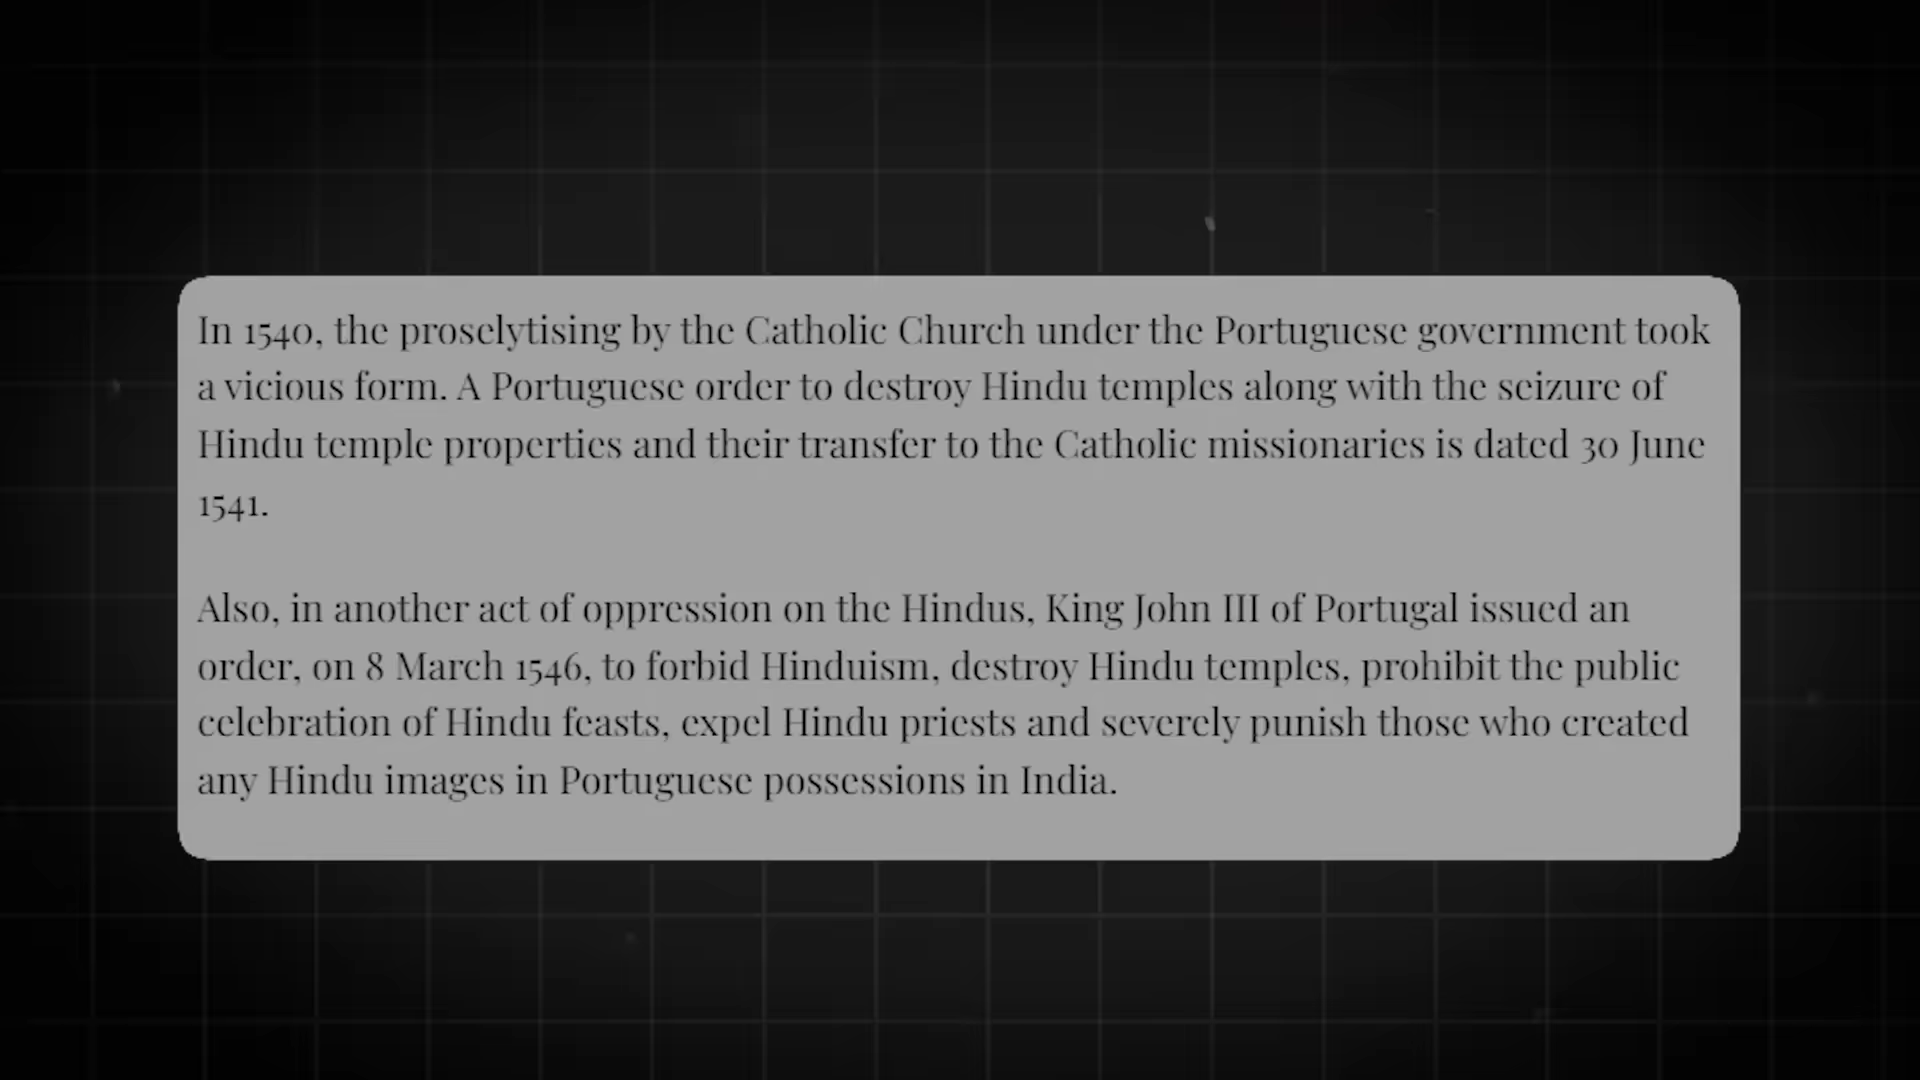 In 1540, the proselytising by the Catholic Church under the Portuguese government took
a vicious form. A Portuguese order to destroy Hindu temples along with the seizure of
Hindu temple properties and their transfer to the Catholic missionaries is dated 30 June
1541.
Also, in another act of oppression on the Hindus, King John III of Portugal issued an
order, on 8 March 1546, to forbid Hinduism, destroy Hindu temples, prohibit the public
celebration of Hindu feasts, expel Hindu priests and severely punish those who created
any Hindu images in Portuguese possessions in India.